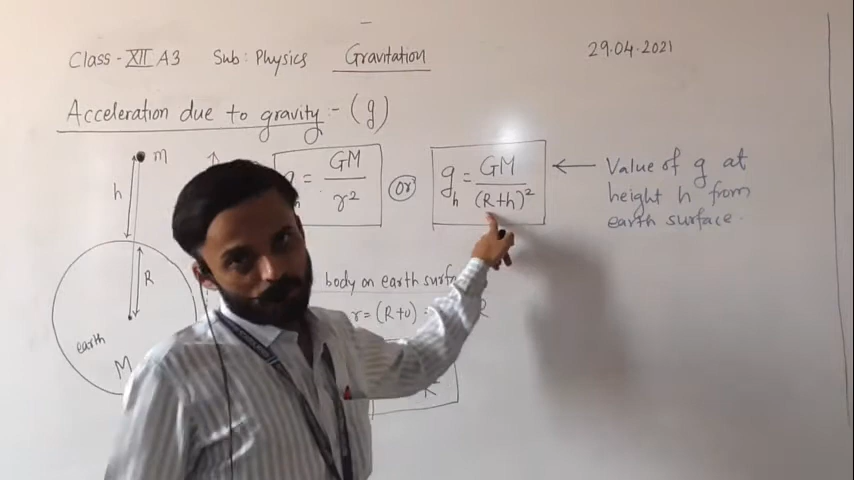 Class - XII A3 Sub: Physics Gravitation 29.04.2021
Acceleration due to gravity :- (g)
m
h
R
earth
M
= GM / r² or g_h = GM / (R+h)²
← Value of g at
height h from
earth surface.
body on earth surf
r = (R+0) = R